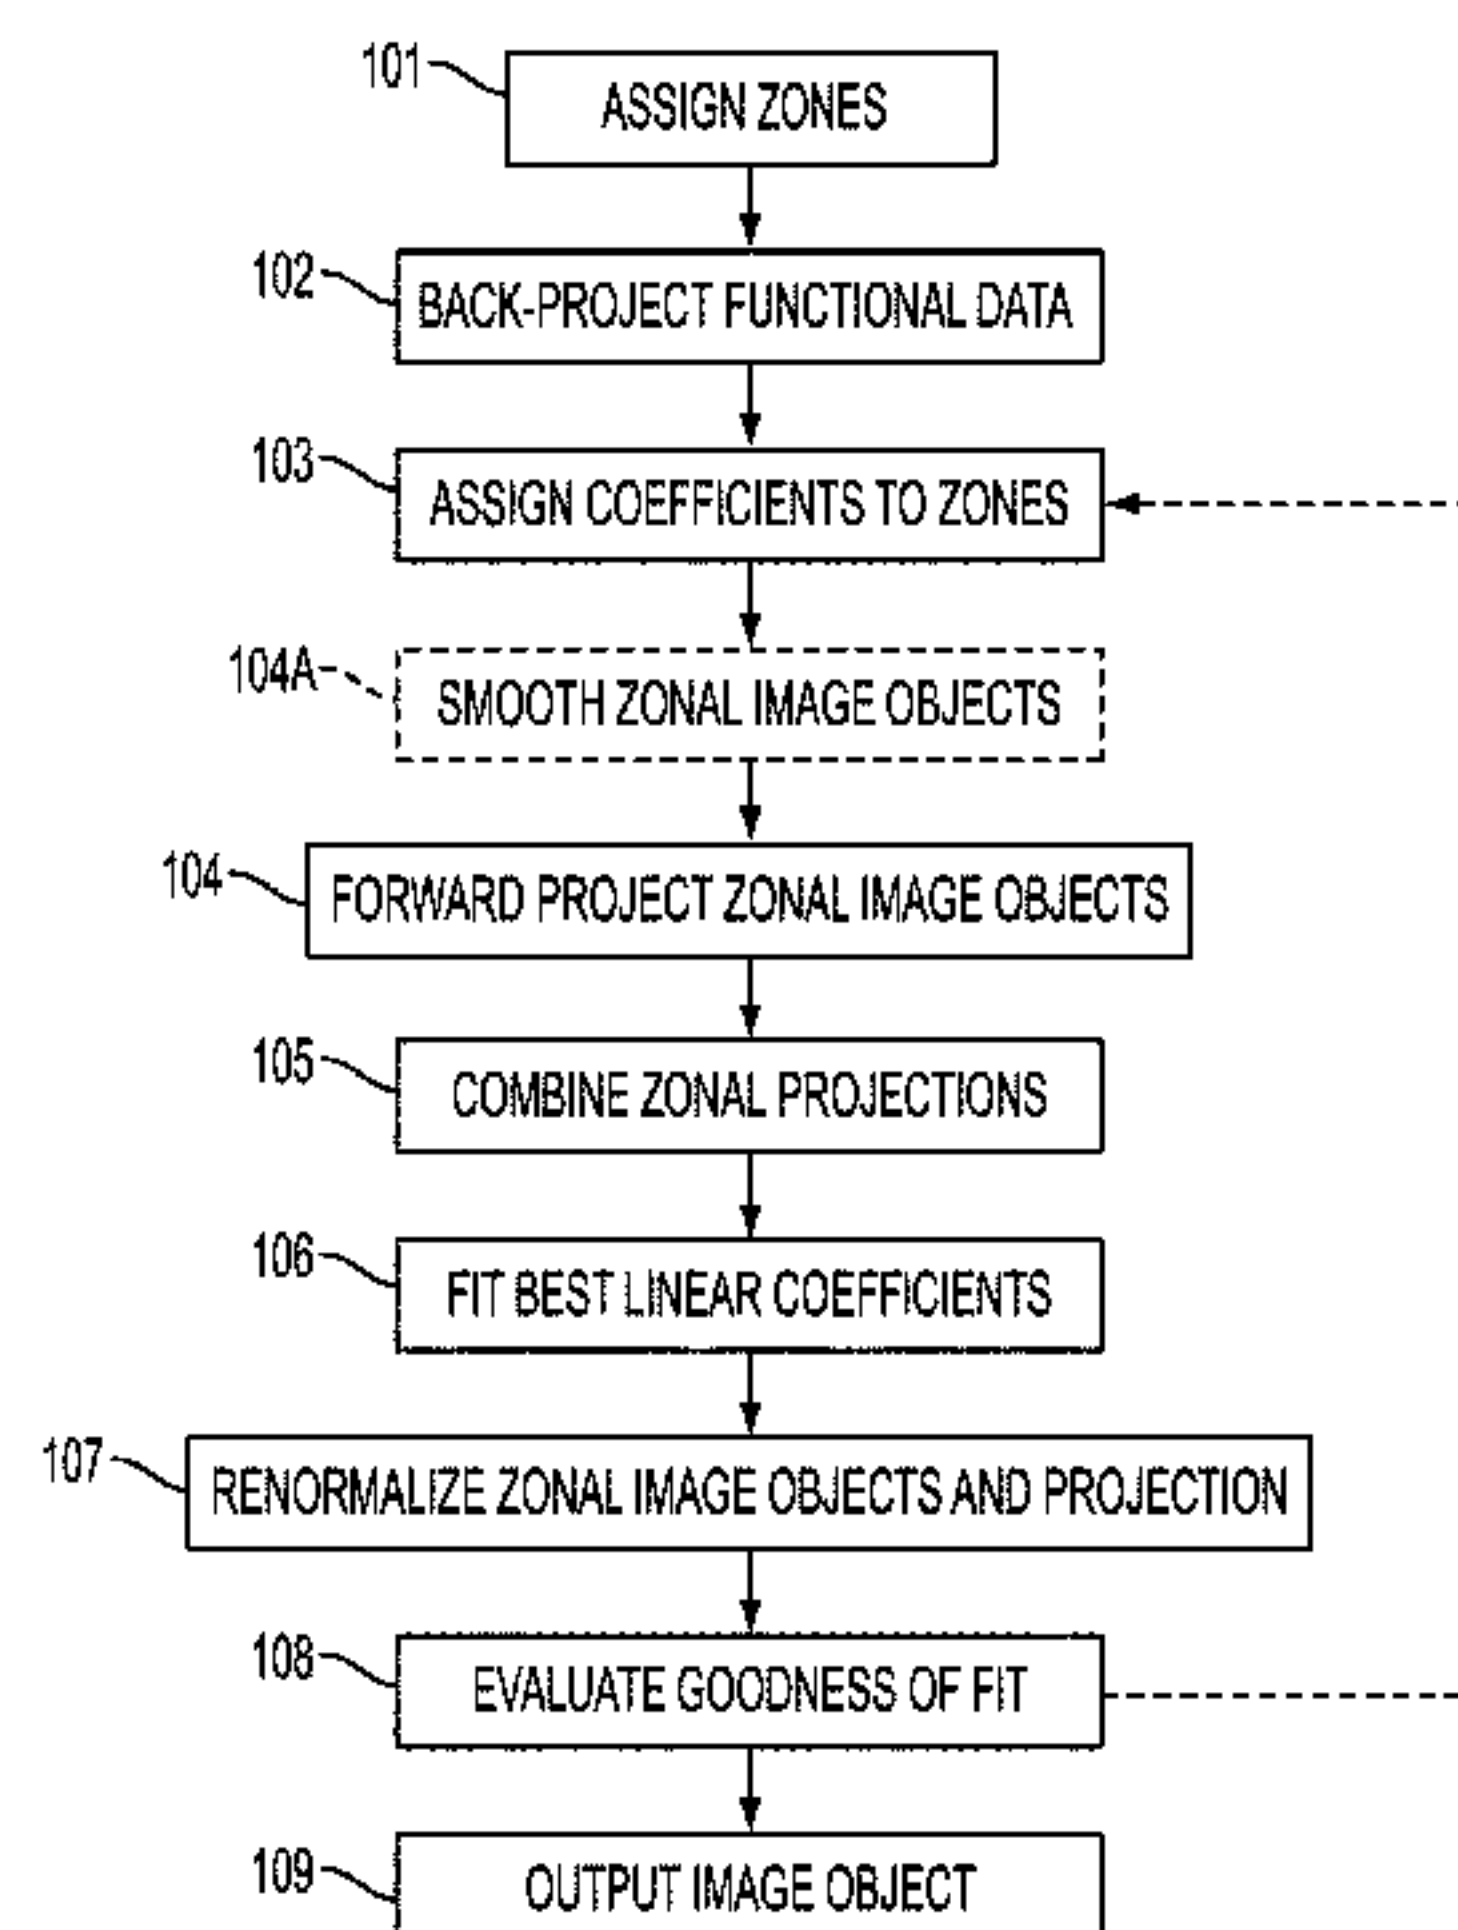 101
ASSIGN ZONES
102
BACK-PROJECT FUNCTIONAL DATA
103
ASSIGN COEFFICIENTS TO ZONES
104A
SMOOTH ZONAL IMAGE OBJECTS
104
FORWARD PROJECT ZONAL IMAGE OBJECTS
105
COMBINE ZONAL PROJECTIONS
106
FIT BEST LINEAR COEFFICIENTS
107
RENORMALIZE ZONAL IMAGE OBJECTS AND PROJECTION
108
EVALUATE GOODNESS OF FIT
109
OUTPUT IMAGE OBJECT